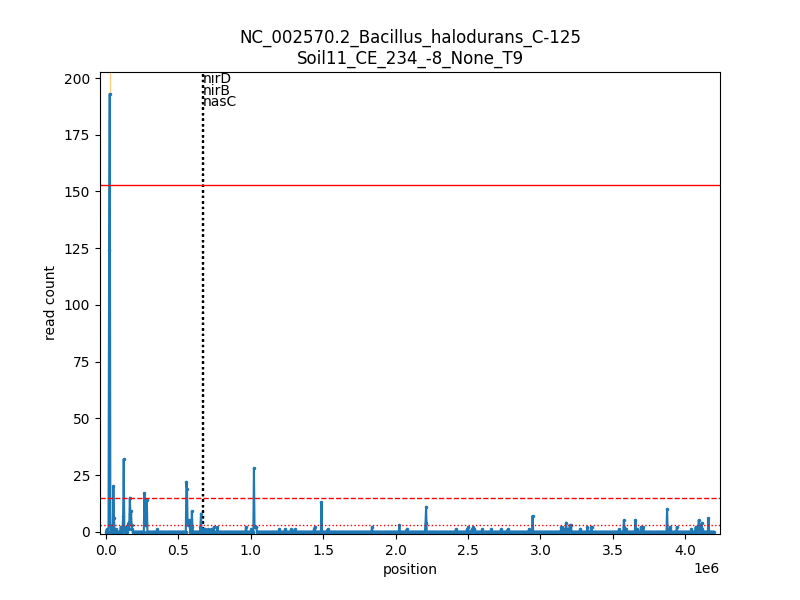 NC_002570.2_Bacillus_halodurans_C-125
Soil11_CE_234_-8_None_T9
nirD
nirB
nasC
200
175
150
125
100
75
50
25
0
read count
0.0 0.5 1.0 1.5 2.0 2.5 3.0 3.5 4.0
1e6
position